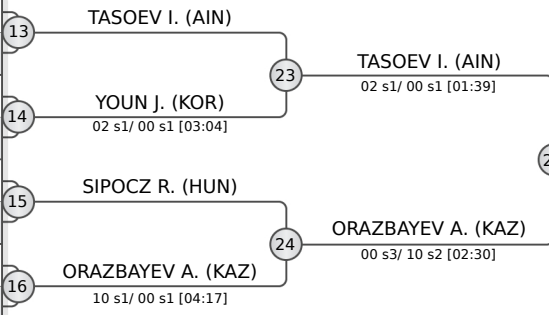 TASOEV I. (AIN)
13
23
TASOEV I. (AIN)
02 s1/ 00 s1 [01:39]
YOUN J. (KOR)
14
02 s1/ 00 s1 [03:04]
SIPOCZ R. (HUN)
15
24
ORAZBAYEV A. (KAZ)
00 s3/ 10 s2 [02:30]
ORAZBAYEV A. (KAZ)
16
10 s1/ 00 s1 [04:17]